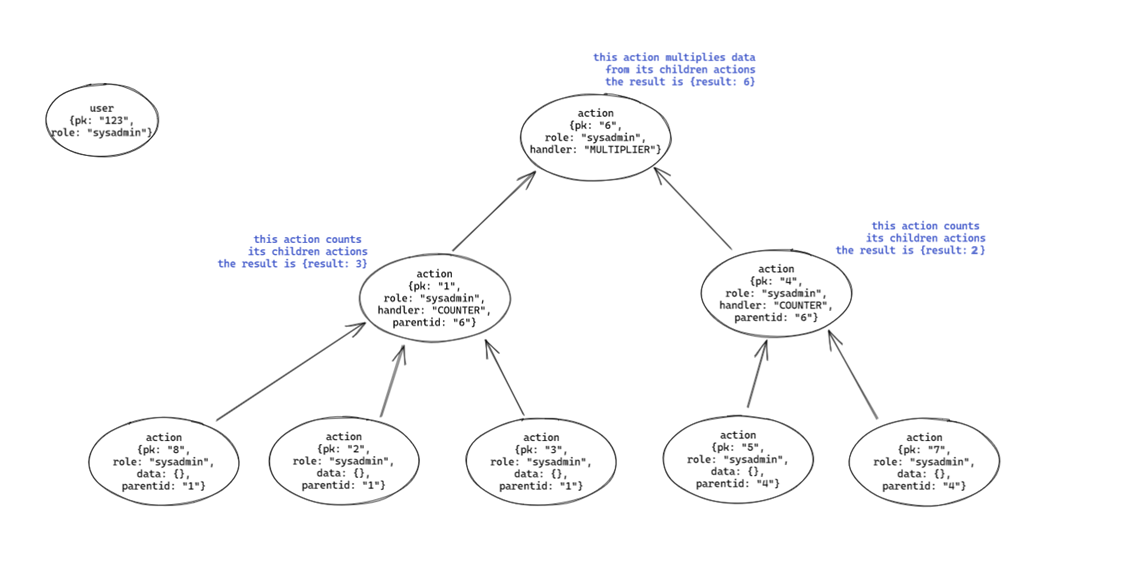 this action multiplies data
from its children actions
the result is {result: 6}
user
{pk: "123",
role: "sysadmin"}
action
{pk: "6",
role: "sysadmin",
handler: "MULTIPLIER"}
this action counts
its children actions
the result is {result: 3}
this action counts
its children actions
the result is {result: 2}
action
{pk: "1",
role: "sysadmin",
handler: "COUNTER",
parentid: "6"}
action
{pk: "4",
role: "sysadmin",
handler: "COUNTER",
parentid: "6"}
action
{pk: "8",
role: "sysadmin",
data: {},
parentid: "1"}
action
{pk: "2",
role: "sysadmin",
data: {},
parentid: "1"}
action
{pk: "3",
role: "sysadmin",
data: {},
parentid: "1"}
action
{pk: "5",
role: "sysadmin",
data: {},
parentid: "4"}
action
{pk: "7",
role: "sysadmin",
data: {},
parentid: "4"}